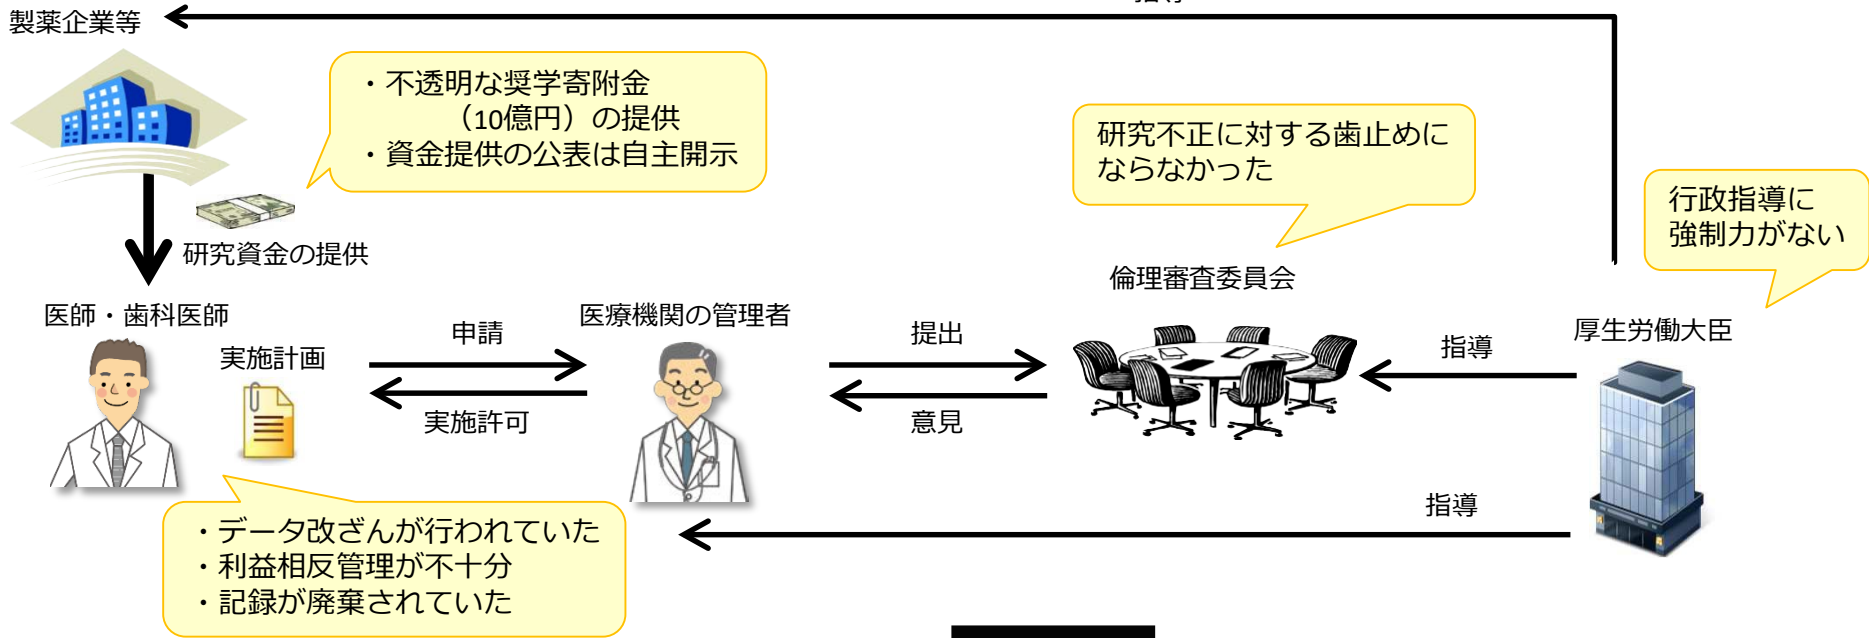 製薬企業等
・不透明な奨学寄附金
（10億円）の提供
・資金提供の公表は自主開示
研究不正に対する歯止めに
ならなかった
行政指導に
強制力がない
研究資金の提供
倫理審査委員会
医師・歯科医師
医療機関の管理者
厚生労働大臣
実施計画
申請
実施許可
提出
意見
指導
指導
・データ改ざんが行われていた
・利益相反管理が不十分
・記録が廃棄されていた